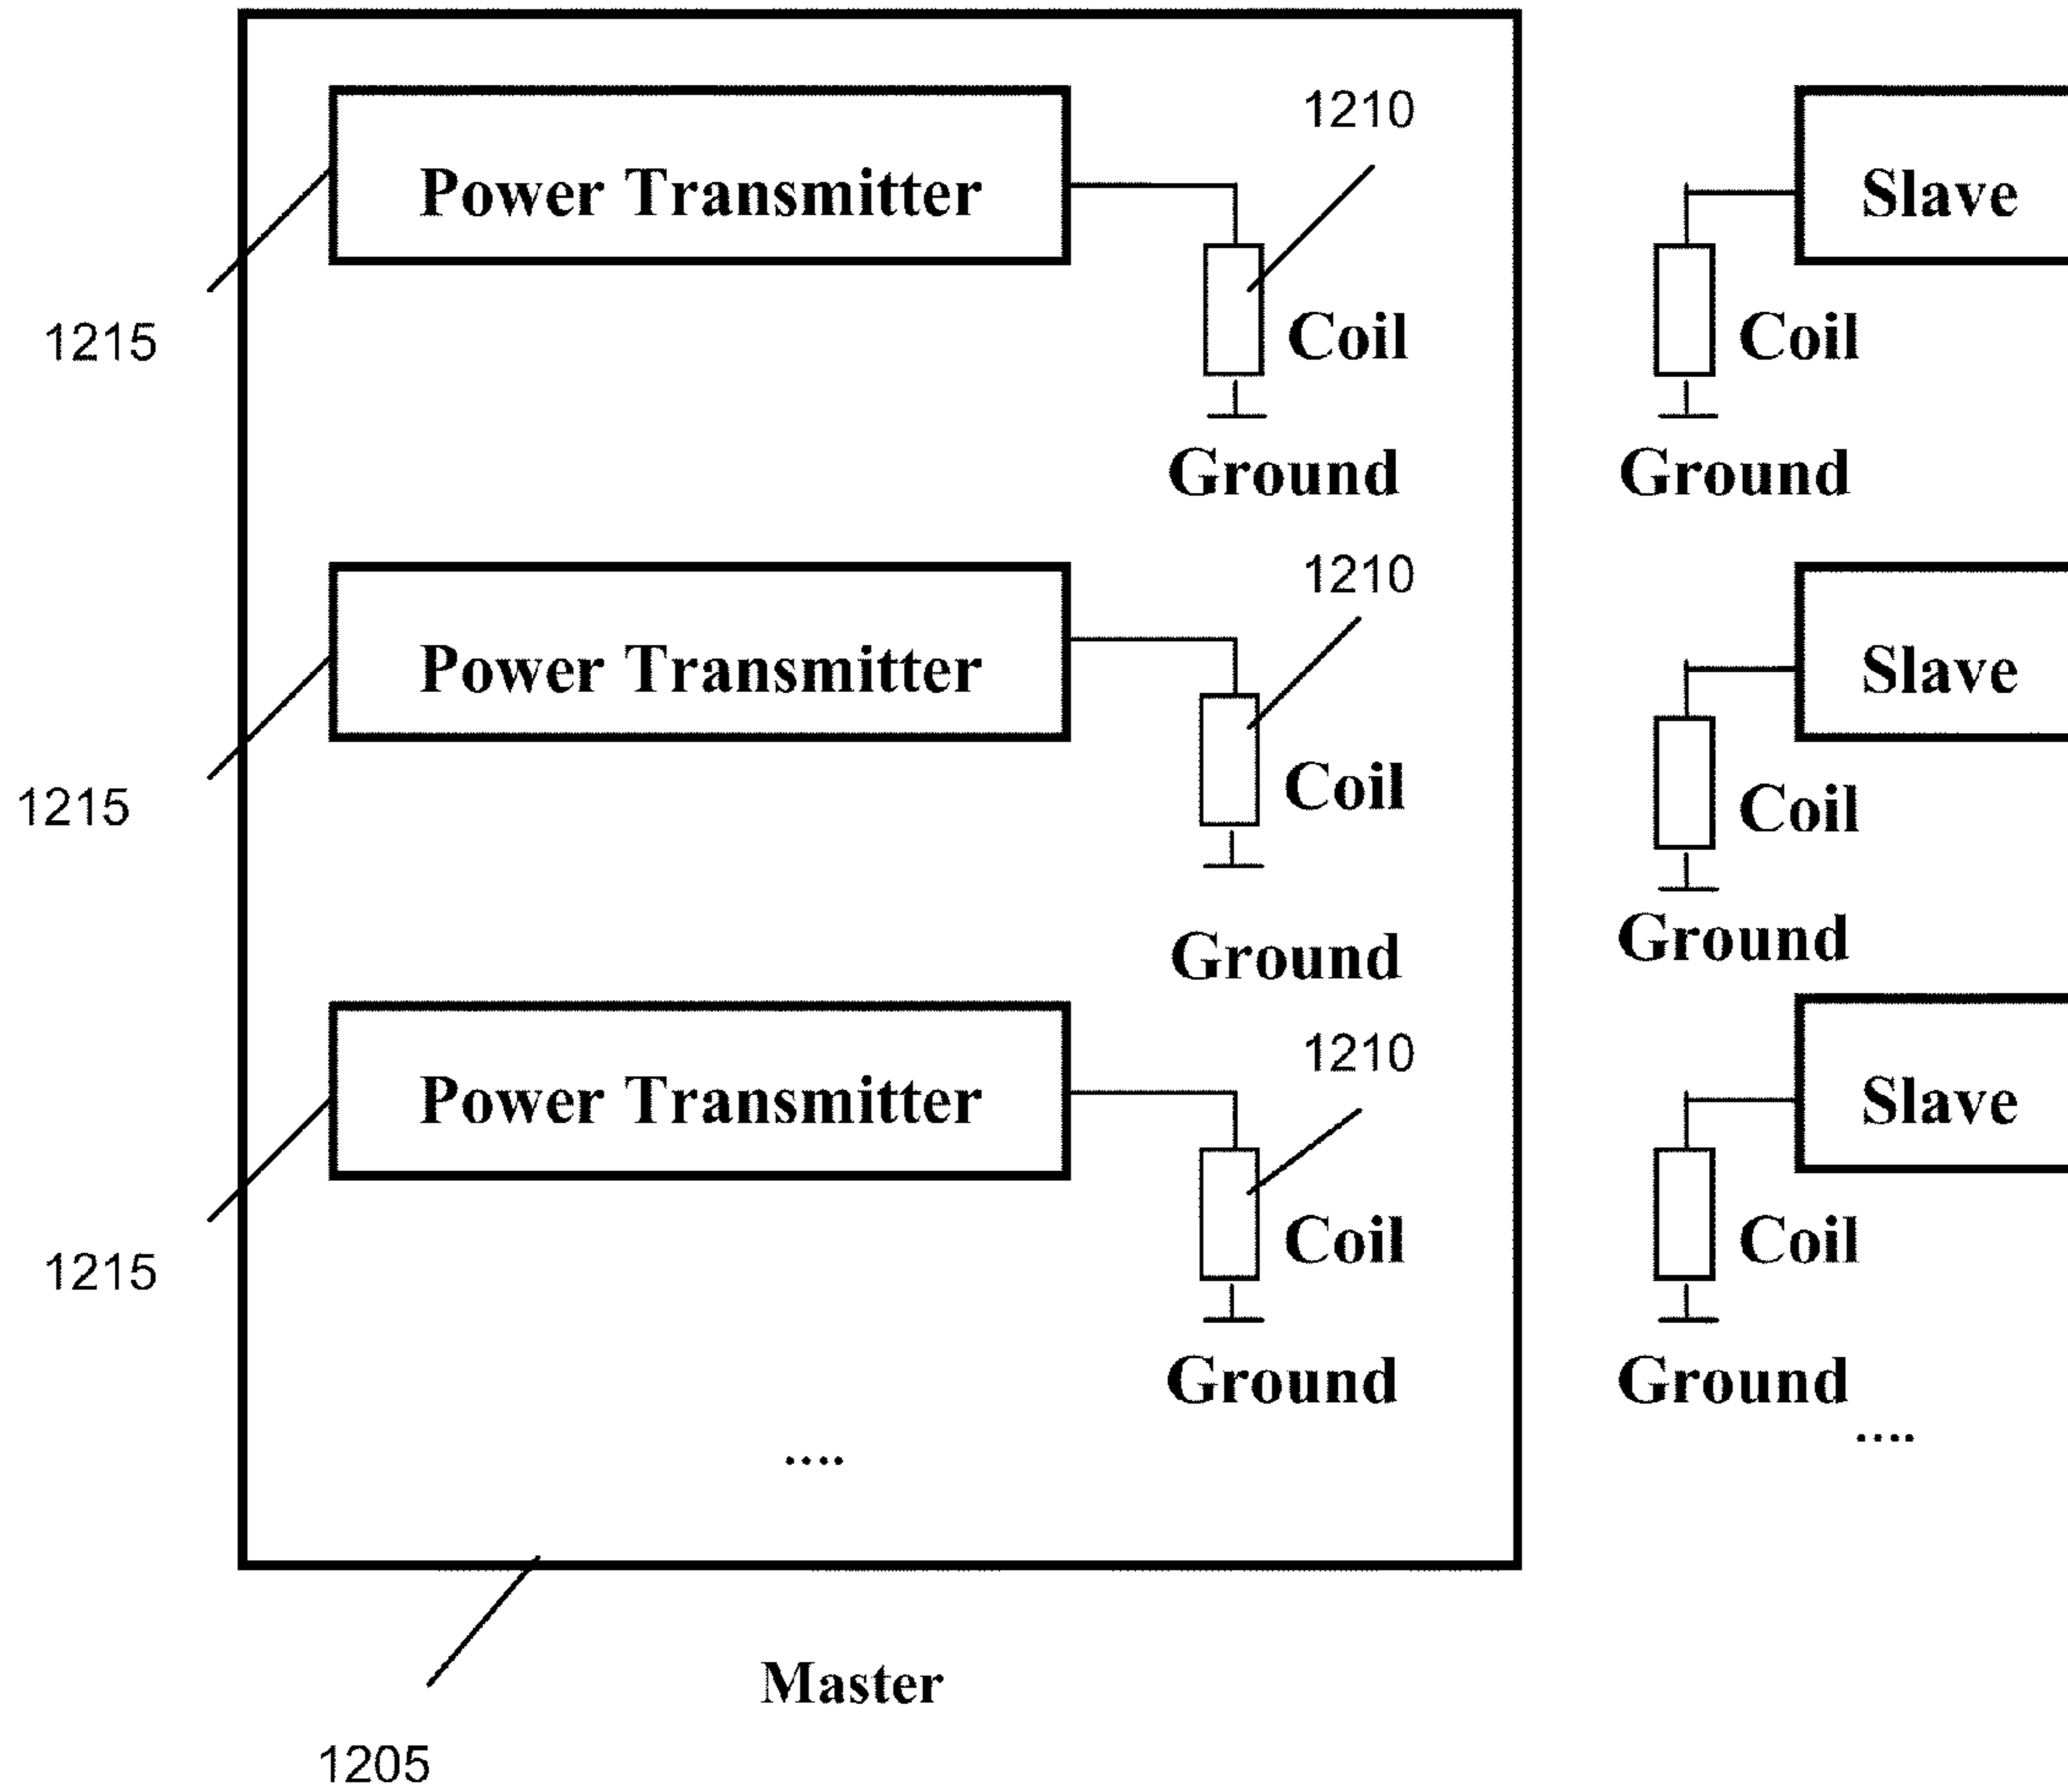 1210
Power Transmitter
Slave
1215
Coil
Coil
Ground
Ground
1210
Power Transmitter
Slave
1215
Coil
Coil
Ground
Ground
1210
Power Transmitter
Slave
1215
Coil
Coil
Ground
Ground
....
....
Master
1205